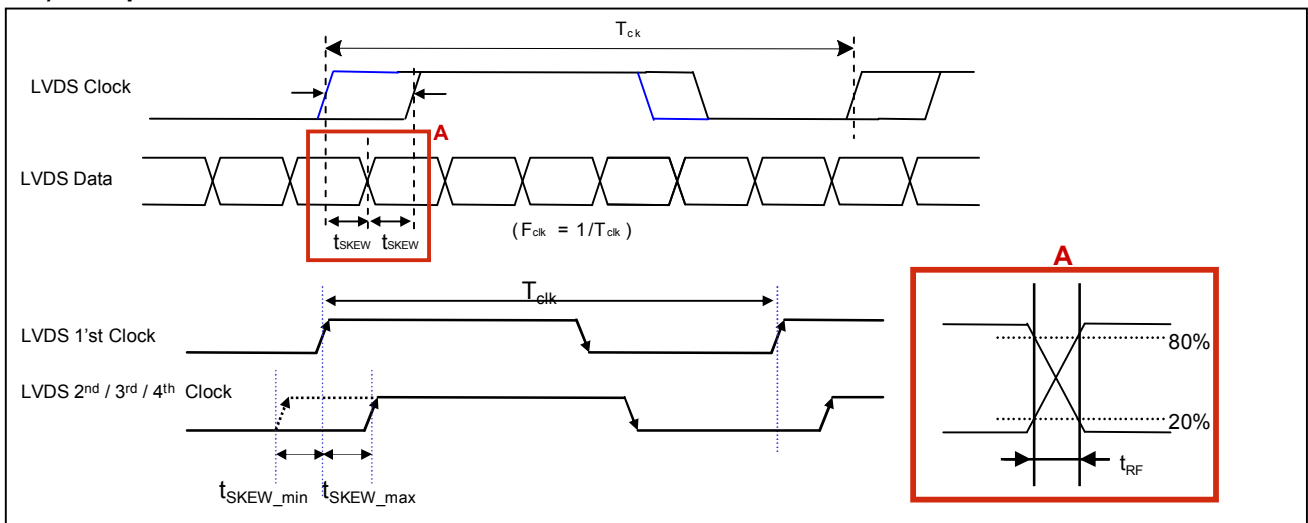 T ck
LVDS Clock
A
LVDS Data
tSKEW tSKEW
( Fclk = 1/Tclk )
A
Tclk
LVDS 1'st Clock
80%
LVDS 2nd / 3rd / 4th Clock
20%
tRF
tSKEW_min tSKEW_max